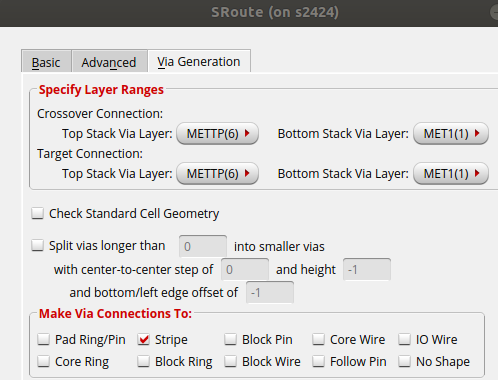 SRoute (on s2424)
Basic Advanced Via Generation
Specify Layer Ranges
Crossover Connection:
Top Stack Via Layer: METTP(6) Bottom Stack Via Layer: MET1(1)
Target Connection:
Top Stack Via Layer: METTP(6) Bottom Stack Via Layer: MET1(1)
Check Standard Cell Geometry
Split vias longer than 0 into smaller vias
with center-to-center step of 0 and height -1
and bottom/left edge offset of -1
Make Via Connections To:
Pad Ring/Pin Stripe Block Pin Core Wire IO Wire
Core Ring Block Ring Block Wire Follow Pin No Shape